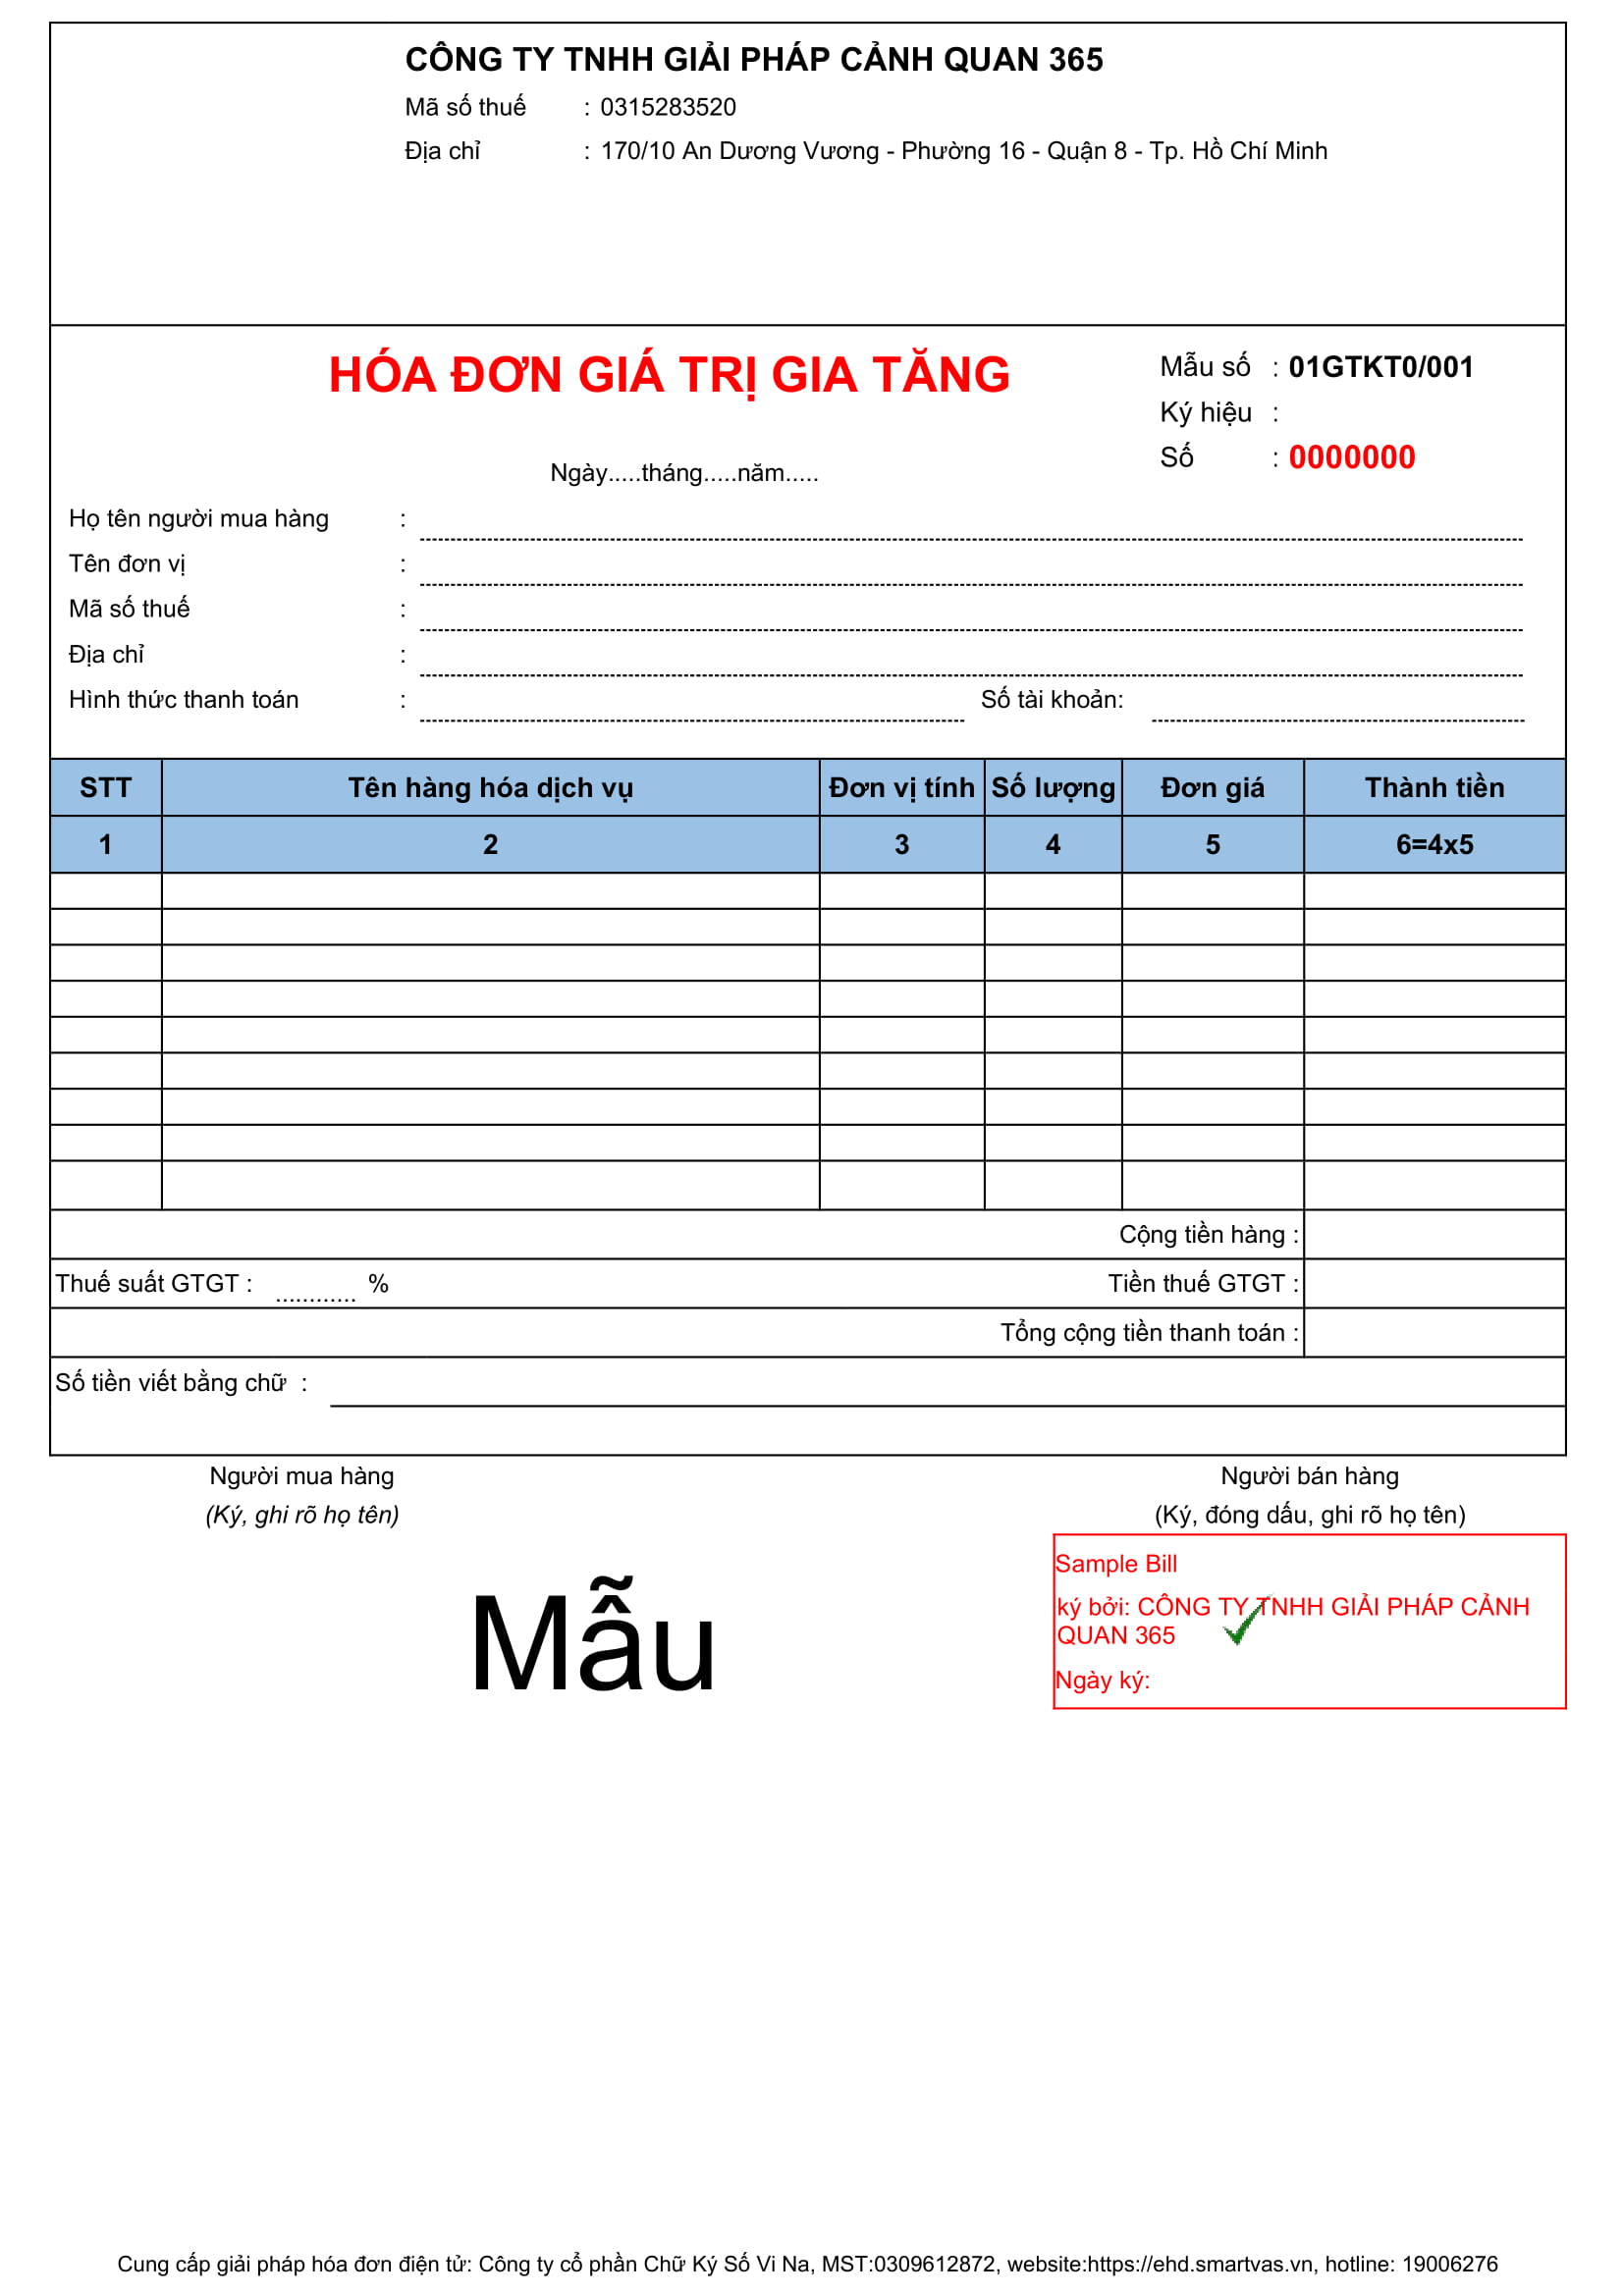 CÔNG TY TNHH GIẢI PHÁP CẢNH QUAN 365
Mã số thuế : 0315283520
Địa chỉ : 170/10 An Dương Vương - Phường 16 - Quận 8 - Tp. Hồ Chí Minh
HÓA ĐƠN GIÁ TRỊ GIA TĂNG
Mẫu số : 01GTKT0/001
Ký hiệu :
Số : 0000000
Ngày.....tháng.....năm.....
Họ tên người mua hàng :
Tên đơn vị :
Mã số thuế :
Địa chỉ :
Hình thức thanh toán : Số tài khoản:
STT Tên hàng hóa dịch vụ Đơn vị tính Số lượng Đơn giá Thành tiền
1 2 3 4 5 6=4x5
Cộng tiền hàng :
Thuế suất GTGT : ............ % Tiền thuế GTGT :
Tổng cộng tiền thanh toán :
Số tiền viết bằng chữ :
Người mua hàng Người bán hàng
(Ký, ghi rõ họ tên) (Ký, đóng dấu, ghi rõ họ tên)
Mẫu
Sample Bill
ký bởi: CÔNG TY TNHH GIẢI PHÁP CẢNH
QUAN 365
Ngày ký:
Cung cấp giải pháp hóa đơn điện tử: Công ty cổ phần Chữ Ký Số Vi Na, MST:0309612872, website:https://ehd.smartvas.vn, hotline: 19006276